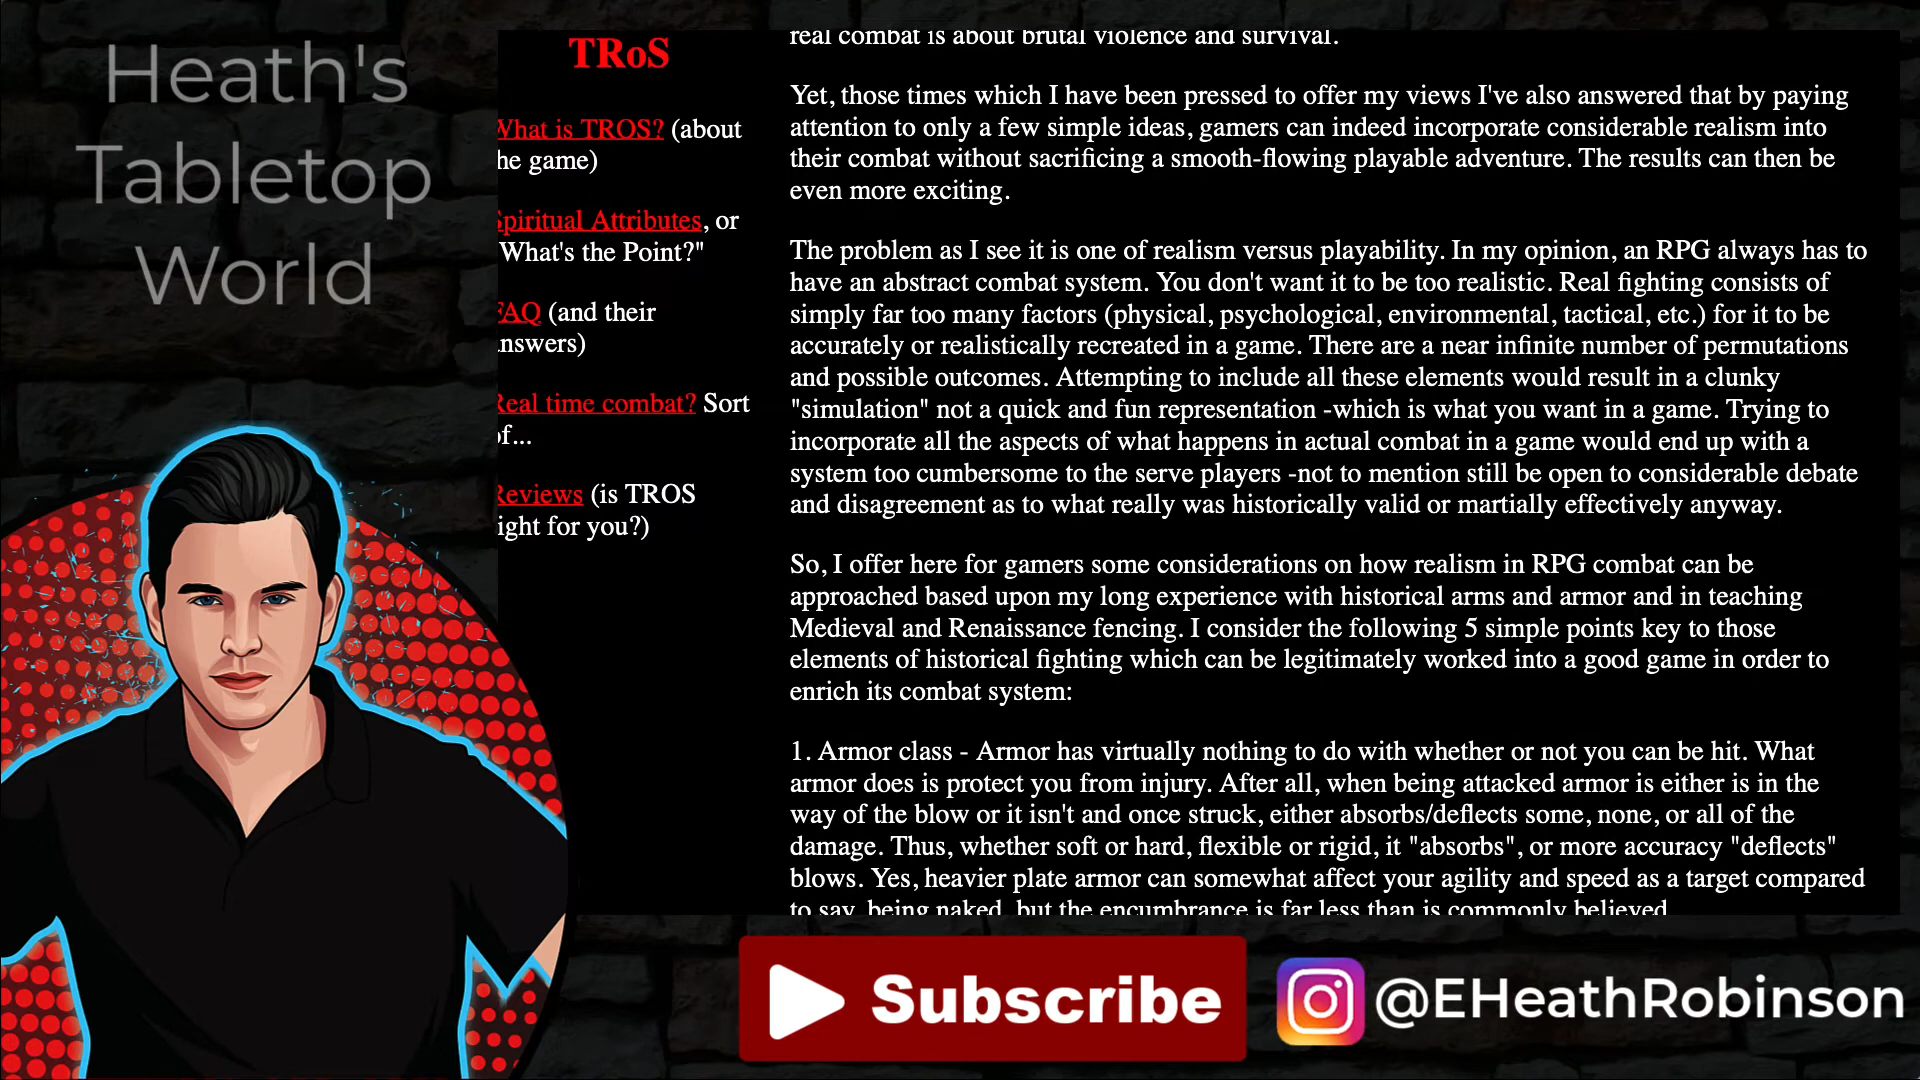 Heath's
Tabletop
World
TRoS
What is TROS? (about
he game)
Spiritual Attributes, or
What's the Point?"
FAQ (and their
nswers)
Real time combat? Sort
of...
Reviews (is TROS
ight for you?)
real combat is about brutal violence and survival.
Yet, those times which I have been pressed to offer my views I've also answered that by paying
attention to only a few simple ideas, gamers can indeed incorporate considerable realism into
their combat without sacrificing a smooth-flowing playable adventure. The results can then be
even more exciting.
The problem as I see it is one of realism versus playability. In my opinion, an RPG always has to
have an abstract combat system. You don't want it to be too realistic. Real fighting consists of
simply far too many factors (physical, psychological, environmental, tactical, etc.) for it to be
accurately or realistically recreated in a game. There are a near infinite number of permutations
and possible outcomes. Attempting to include all these elements would result in a clunky
"simulation" not a quick and fun representation -which is what you want in a game. Trying to
incorporate all the aspects of what happens in actual combat in a game would end up with a
system too cumbersome to the serve players -not to mention still be open to considerable debate
and disagreement as to what really was historically valid or martially effectively anyway.
So, I offer here for gamers some considerations on how realism in RPG combat can be
approached based upon my long experience with historical arms and armor and in teaching
Medieval and Renaissance fencing. I consider the following 5 simple points key to those
elements of historical fighting which can be legitimately worked into a good game in order to
enrich its combat system:
1. Armor class - Armor has virtually nothing to do with whether or not you can be hit. What
armor does is protect you from injury. After all, when being attacked armor is either is in the
way of the blow or it isn't and once struck, either absorbs/deflects some, none, or all of the
damage. Thus, whether soft or hard, flexible or rigid, it "absorbs", or more accuracy "deflects"
blows. Yes, heavier plate armor can somewhat affect your agility and speed as a target compared
to say, being naked, but the encumbrance is far less than is commonly believed.
Subscribe
@EHeathRobinson